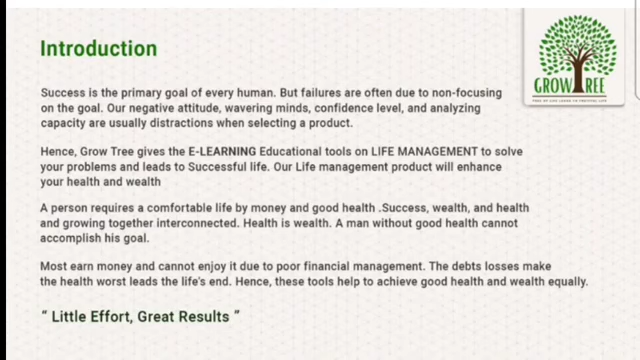 Introduction
GROW TREE
Success is the primary goal of every human. But failures are often due to non-focusing
on the goal. Our negative attitude, wavering minds, confidence level, and analyzing
capacity are usually distractions when selecting a product.
Hence, Grow Tree gives the E-LEARNING Educational tools on LIFE MANAGEMENT to solve
your problems and leads to Successful life. Our Life management product will enhance
your health and wealth
A person requires a comfortable life by money and good health .Success, wealth, and health
and growing together interconnected. Health is wealth. A man without good health cannot
accomplish his goal.
Most earn money and cannot enjoy it due to poor financial management. The debts losses make
the health worst leads the life's end. Hence, these tools help to achieve good health and wealth equally.
“ Little Effort, Great Results ”